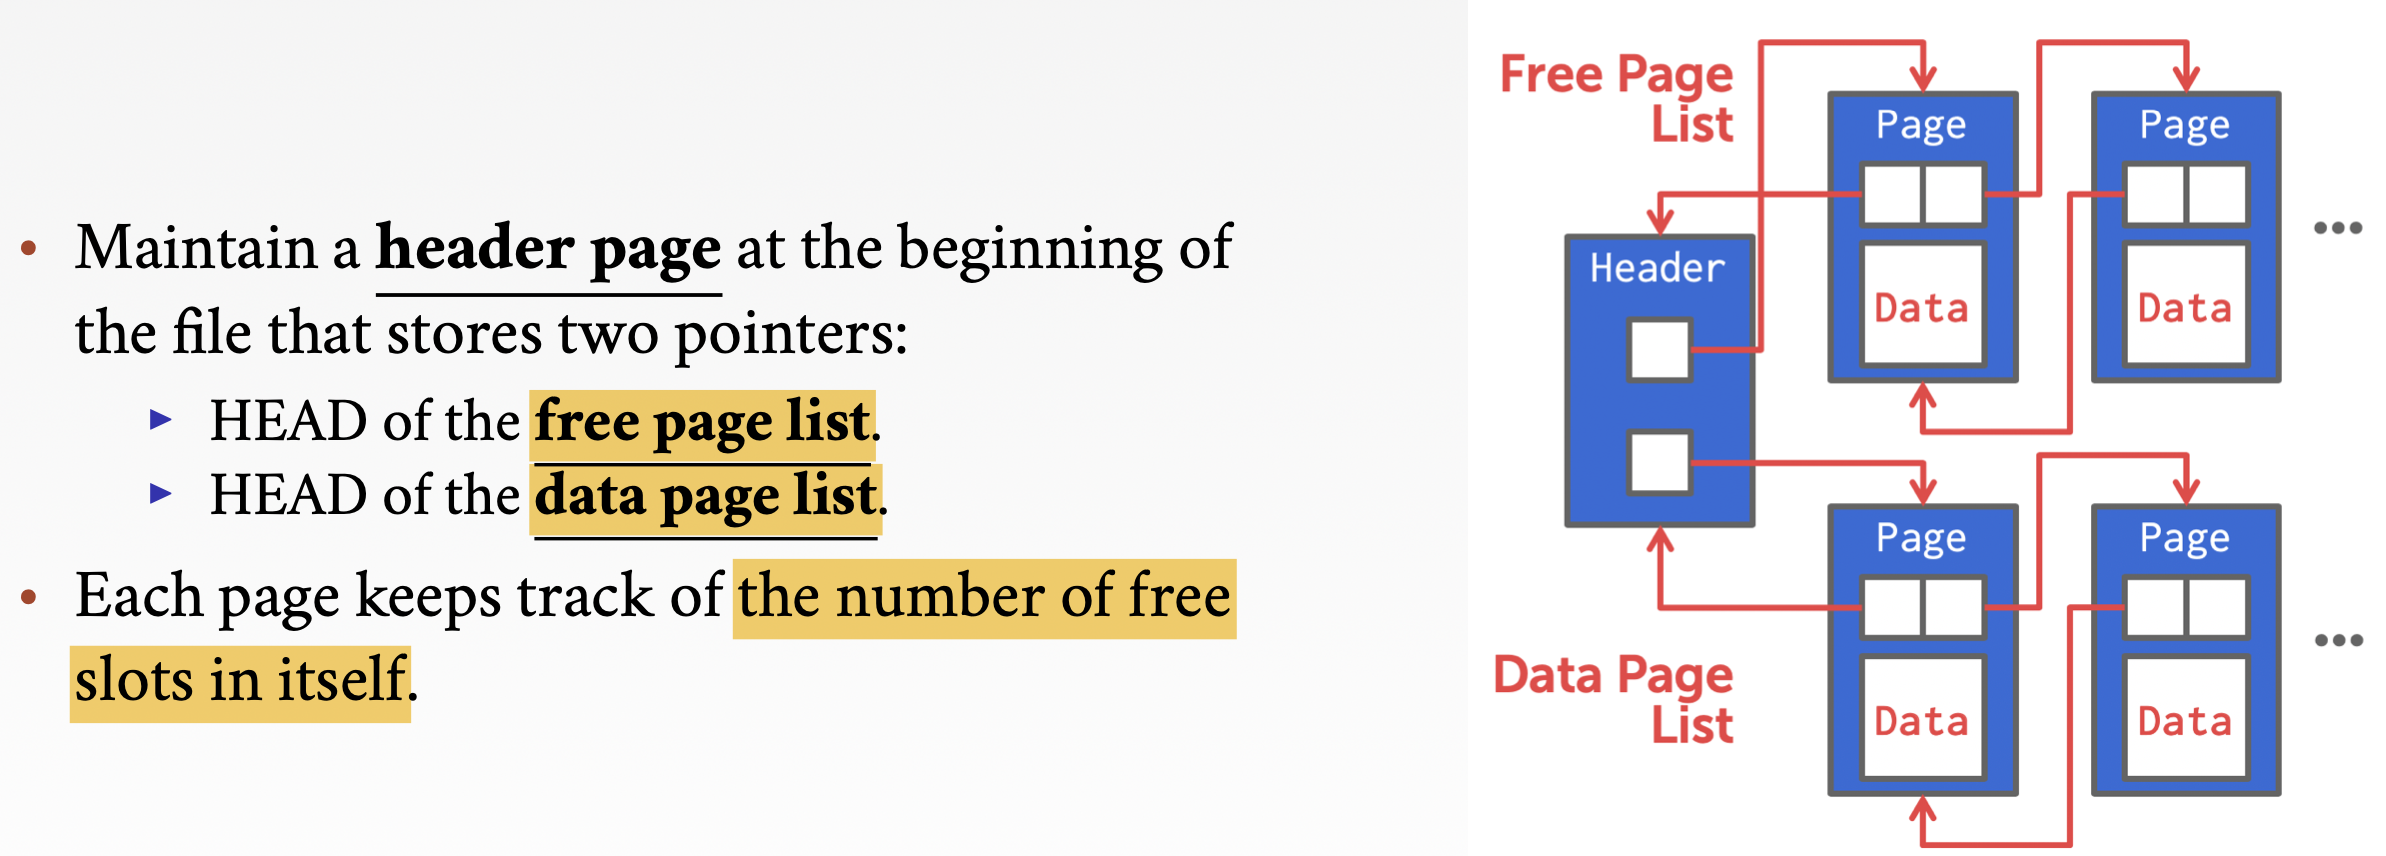 • Maintain a header page at the beginning of
the file that stores two pointers:
► HEAD of the free page list.
► HEAD of the data page list.
• Each page keeps track of the number of free
slots in itself.
Free Page
List
Page
Page
Header
Data
Data
Page
Page
Data Page
List
Data
Data